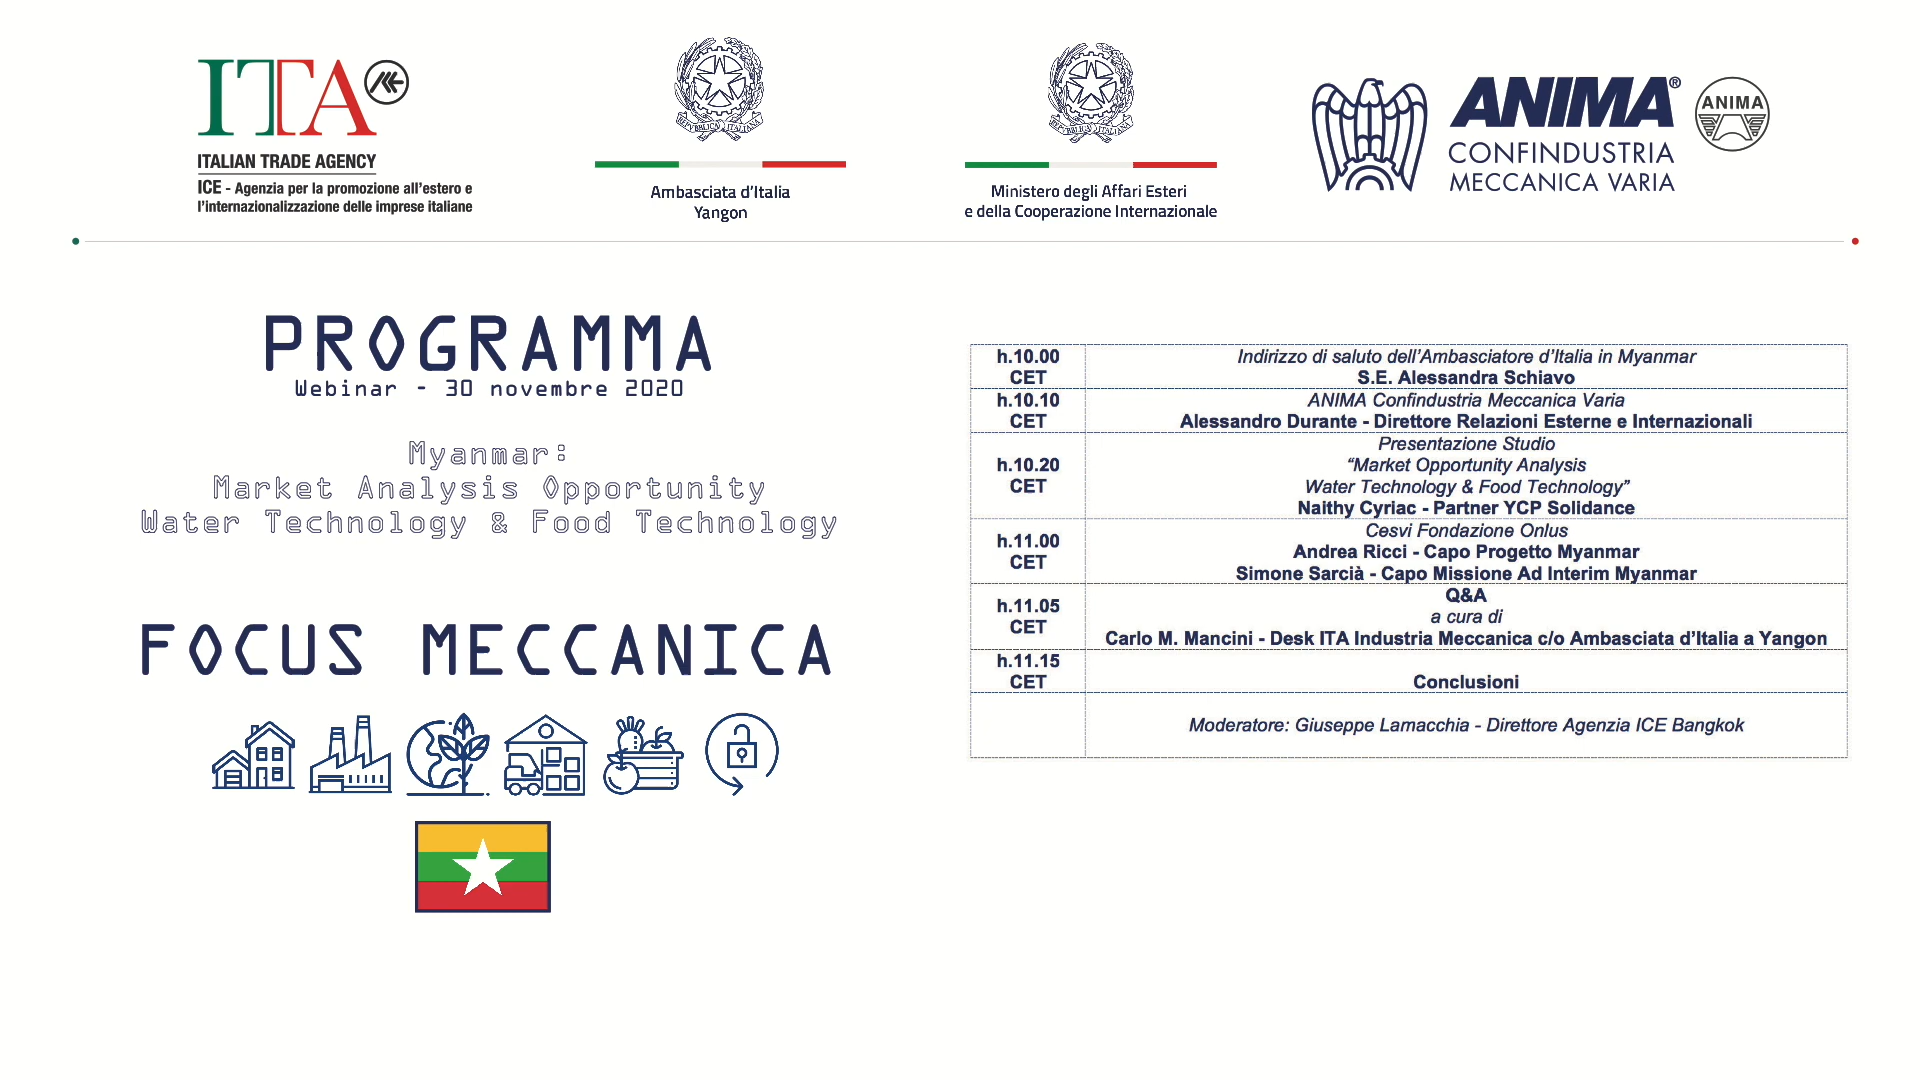 ITA
ITALIAN TRADE AGENCY
ICE - Agenzia per la promozione all'estero e
l'internazionalizzazione delle imprese italiane
REPVBBLICA ITALIANA
Ambasciata d'Italia
Yangon
REPVBBLICA ITALIANA
Ministero degli Affari Esteri
e della Cooperazione Internazionale
ANIMA®
CONFINDUSTRIA
MECCANICA VARIA
ANIMA
PROGRAMMA
Webinar - 30 novembre 2020
Myanmar:
Market Analysis Opportunity
Water Technology & Food Technology
FOCUS MECCANICA
h.10.00
CET
Indirizzo di saluto dell'Ambasciatore d'Italia in Myanmar
S.E. Alessandra Schiavo
h.10.10
CET
ANIMA Confindustria Meccanica Varia
Alessandro Durante - Direttore Relazioni Esterne e Internazionali
h.10.20
CET
Presentazione Studio
“Market Opportunity Analysis
Water Technology & Food Technology”
Naithy Cyriac - Partner YCP Solidance
h.11.00
CET
Cesvi Fondazione Onlus
Andrea Ricci - Capo Progetto Myanmar
Simone Sarcià - Capo Missione Ad Interim Myanmar
h.11.05
CET
Q&A
a cura di
Carlo M. Mancini - Desk ITA Industria Meccanica c/o Ambasciata d'Italia a Yangon
h.11.15
CET
Conclusioni
Moderatore: Giuseppe Lamacchia - Direttore Agenzia ICE Bangkok